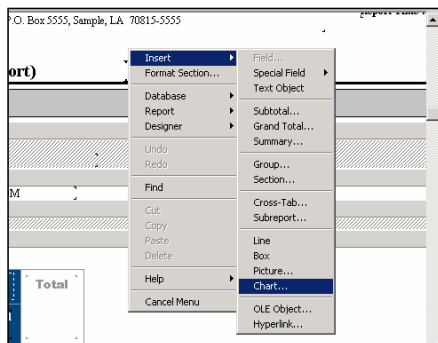 P.O. Box 5555, Sample, LA 70815-5555
ort)
Insert
Format Section...
Database
Report
Designer
Undo
Redo
Find
Cut
Copy
Paste
Delete
Help
Cancel Menu
Field...
Special Field
Text Object
Subtotal...
Grand Total...
Summary...
Group...
Section...
Cross-Tab...
Subreport...
Line
Box
Picture...
Chart...
OLE Object...
Hyperlink...
M
Total